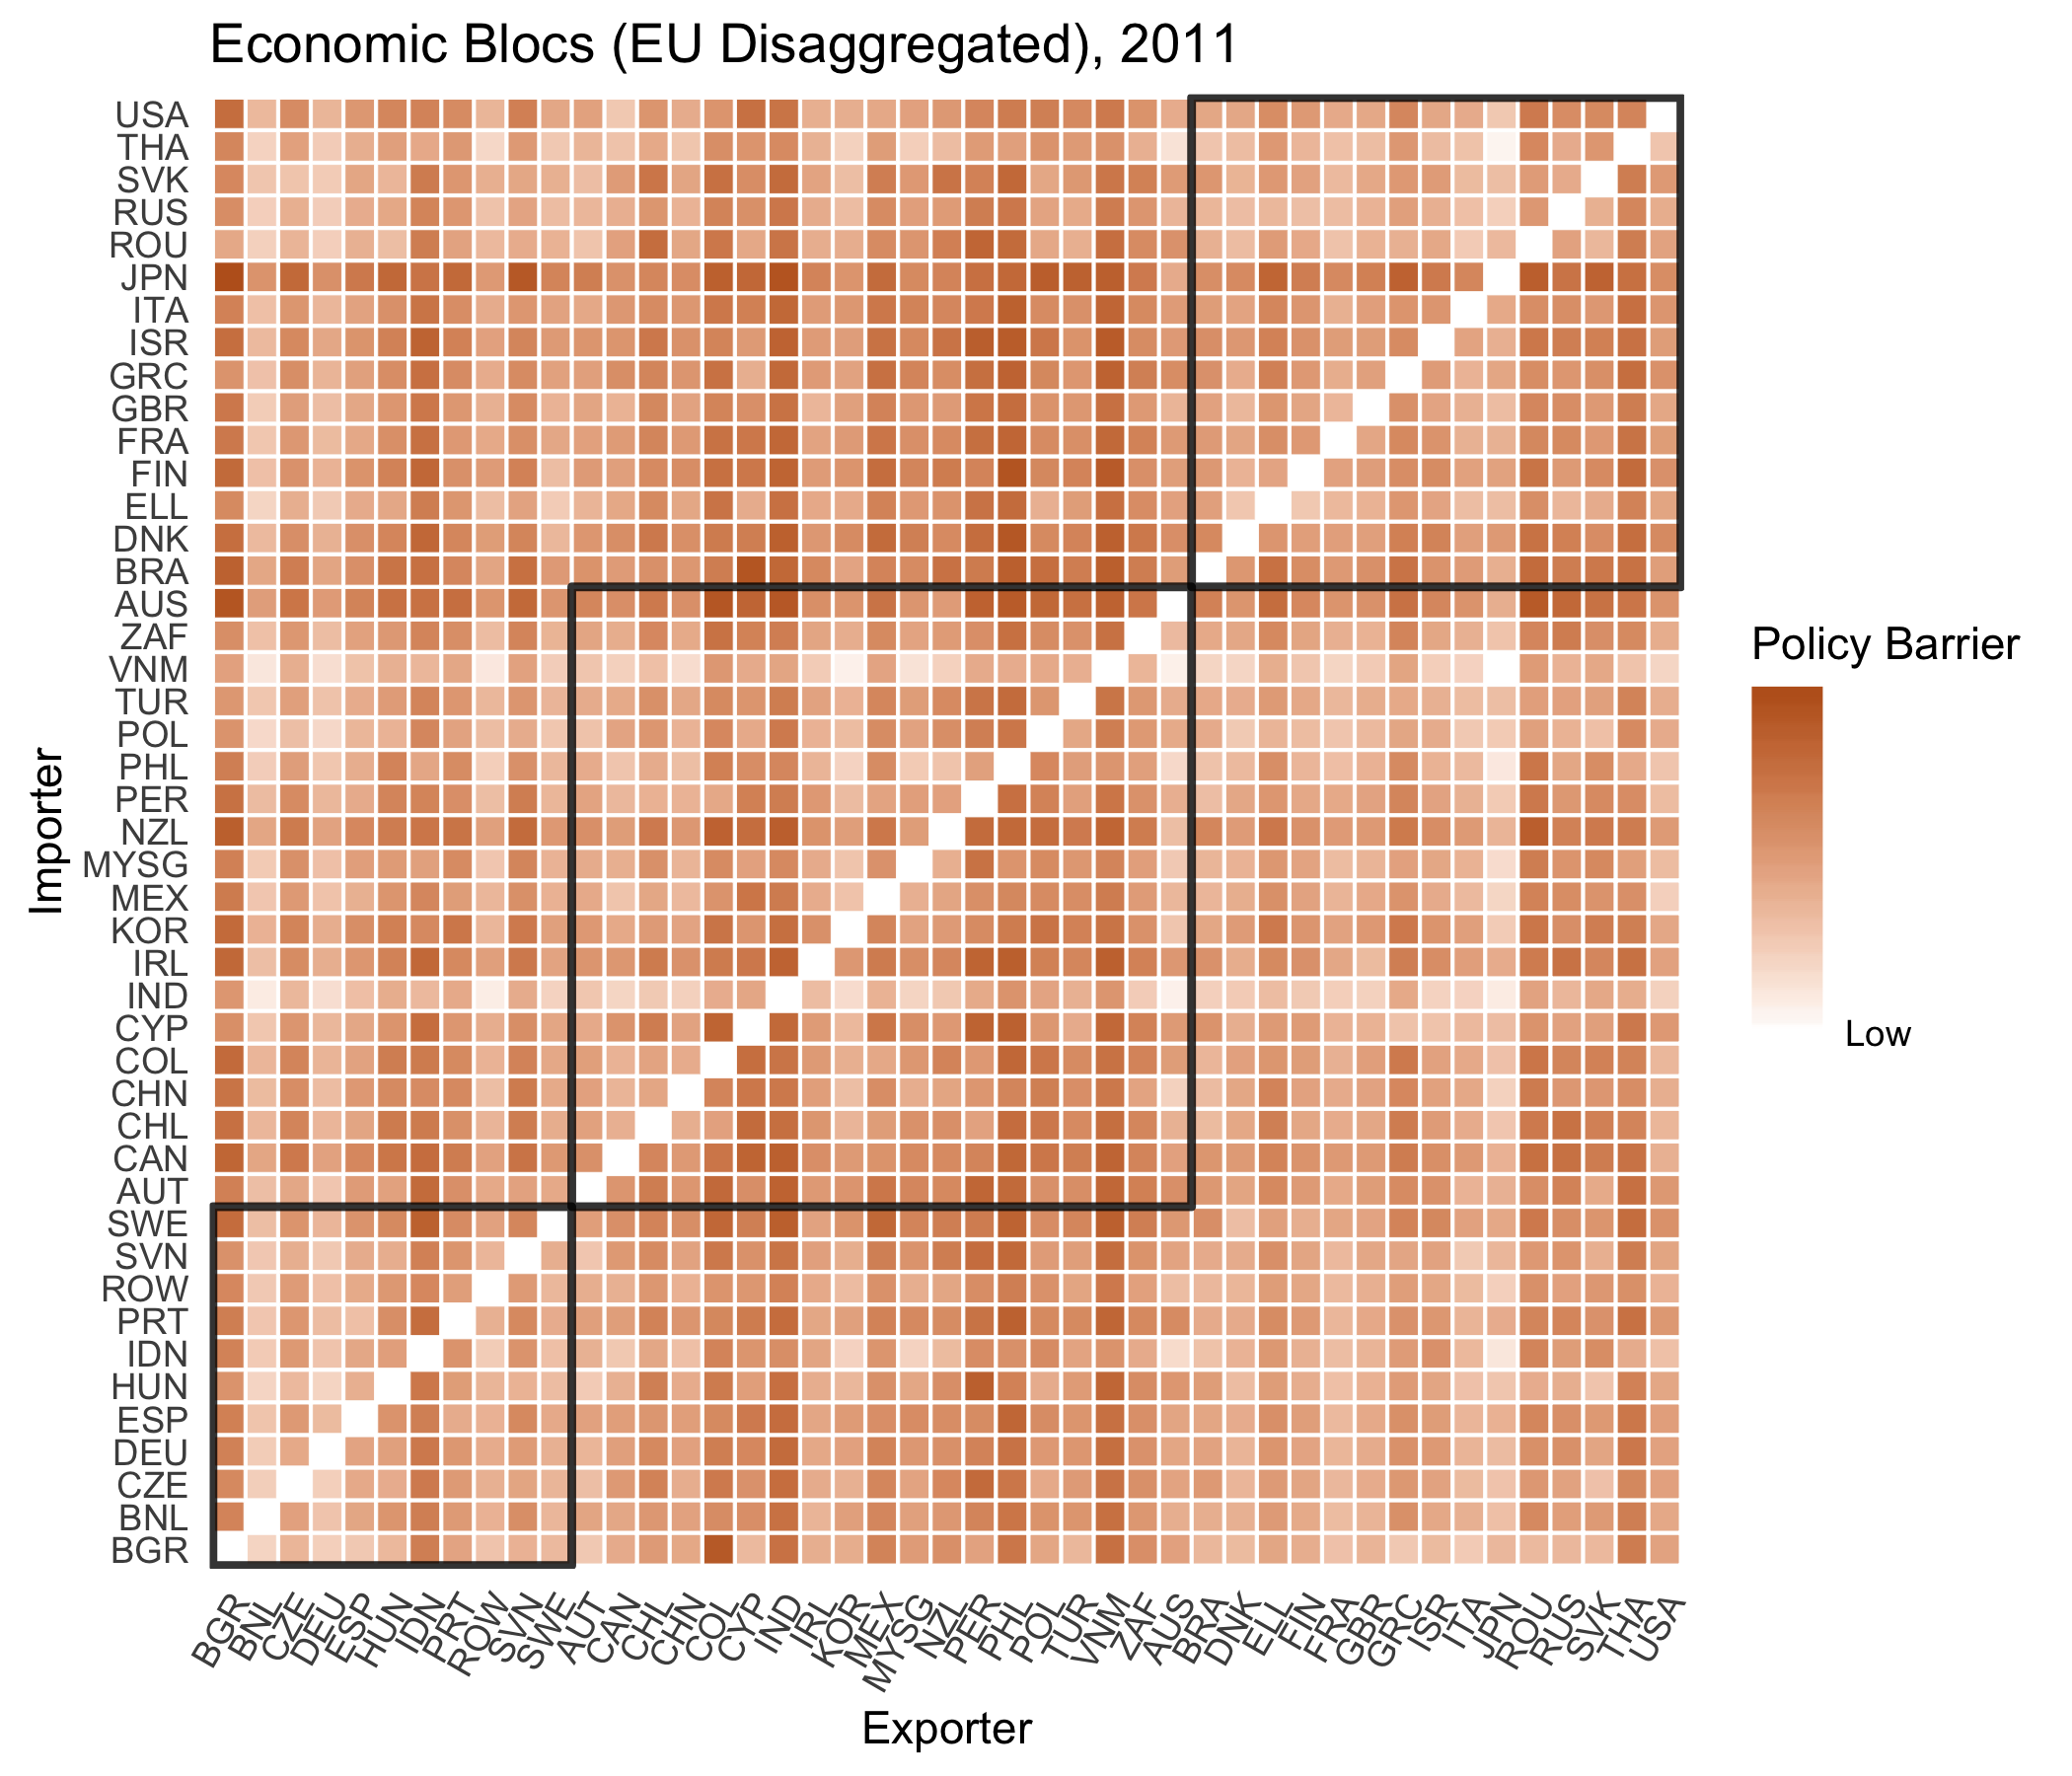 Economic Blocs (EU Disaggregated), 2011
USA
THA
SVK
RUS
ROU
JPN
ITA
ISR
GRC
GBR
FRA
FIN
ELL
DNK
BRA
AUS
ZAF
VNM
TUR
POL
PHL
PER
NZL
MYSG
MEX
KOR
IRL
IND
CYP
COL
CHN
CHL
CAN
AUT
SWE
SVN
ROW
PRT
IDN
HUN
ESP
DEU
CZE
BNL
BGR
Importer
BGR
BNL
CZE
DEU
ESP
HUN
IDN
PRT
ROW
SVN
SWE
AUT
CAN
CHL
CHN
COL
CYP
IND
IRL
KOR
MEX
MYSG
NZL
PER
PHL
POL
TUR
VNM
ZAF
AUS
BRA
DNK
ELL
FIN
FRA
GBR
GRC
ISR
ITA
JPN
ROU
RUS
SVK
THA
USA
Exporter
Policy Barrier
Low